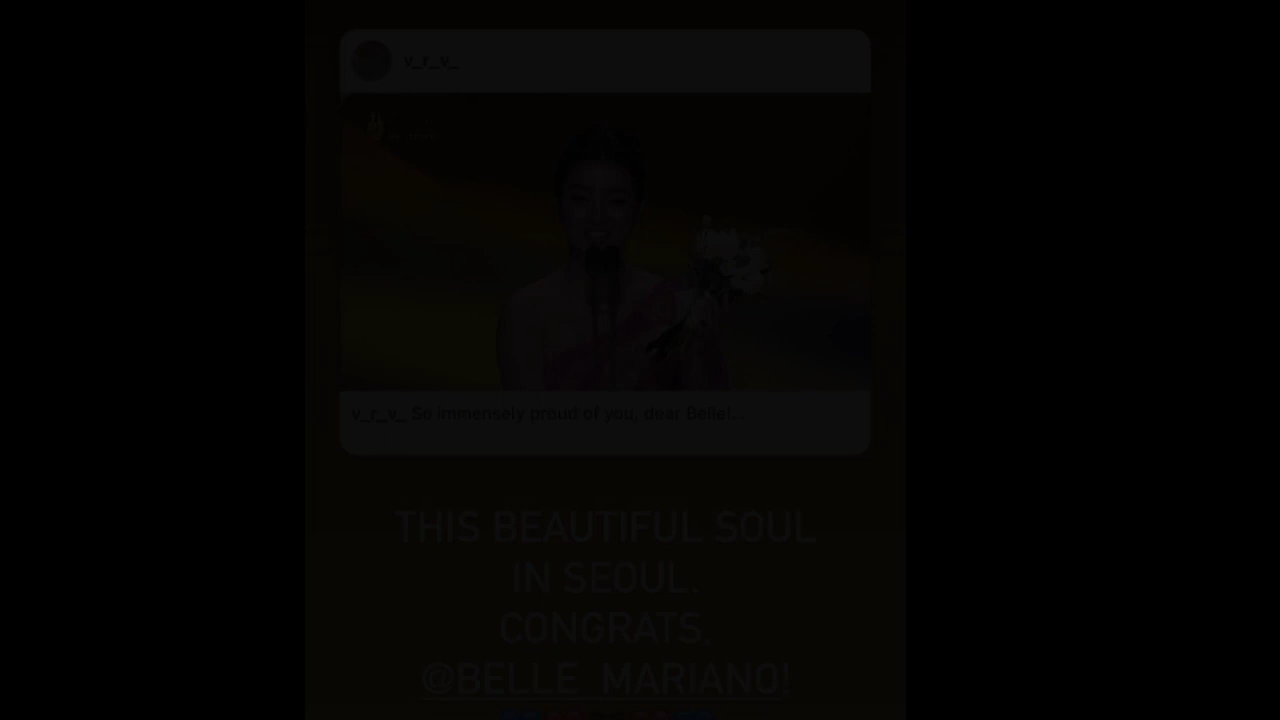 v_r_v_
v_r_v_ So immensely proud of you, dear Belle!...
THIS BEAUTIFUL SOUL
IN SEOUL.
CONGRATS.
@BELLE_MARIANO!